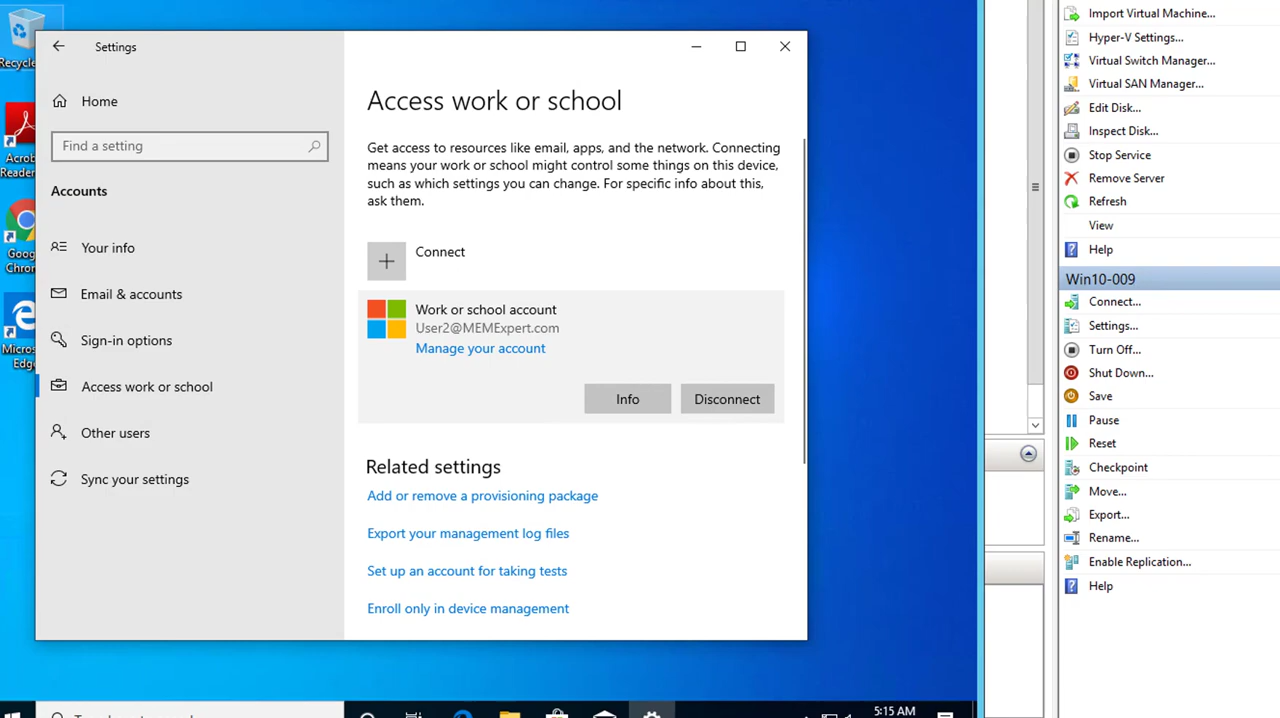 Recycle
Acrob
Reader
Goog
Chron
Micros
Edg
Settings
Home
Find a setting
Accounts
Your info
Email & accounts
Sign-in options
Access work or school
Other users
Sync your settings
Access work or school
Get access to resources like email, apps, and the network. Connecting
means your work or school might control some things on this device,
such as which settings you can change. For specific info about this,
ask them.
Connect
Work or school account
User2@MEMExpert.com
Manage your account
Info
Disconnect
Related settings
Add or remove a provisioning package
Export your management log files
Set up an account for taking tests
Enroll only in device management
5:15 AM
Import Virtual Machine...
Hyper-V Settings...
Virtual Switch Manager...
Virtual SAN Manager...
Edit Disk...
Inspect Disk...
Stop Service
Remove Server
Refresh
View
Help
Win10-009
Connect...
Settings...
Turn Off...
Shut Down...
Save
Pause
Reset
Checkpoint
Move...
Export...
Rename...
Enable Replication...
Help